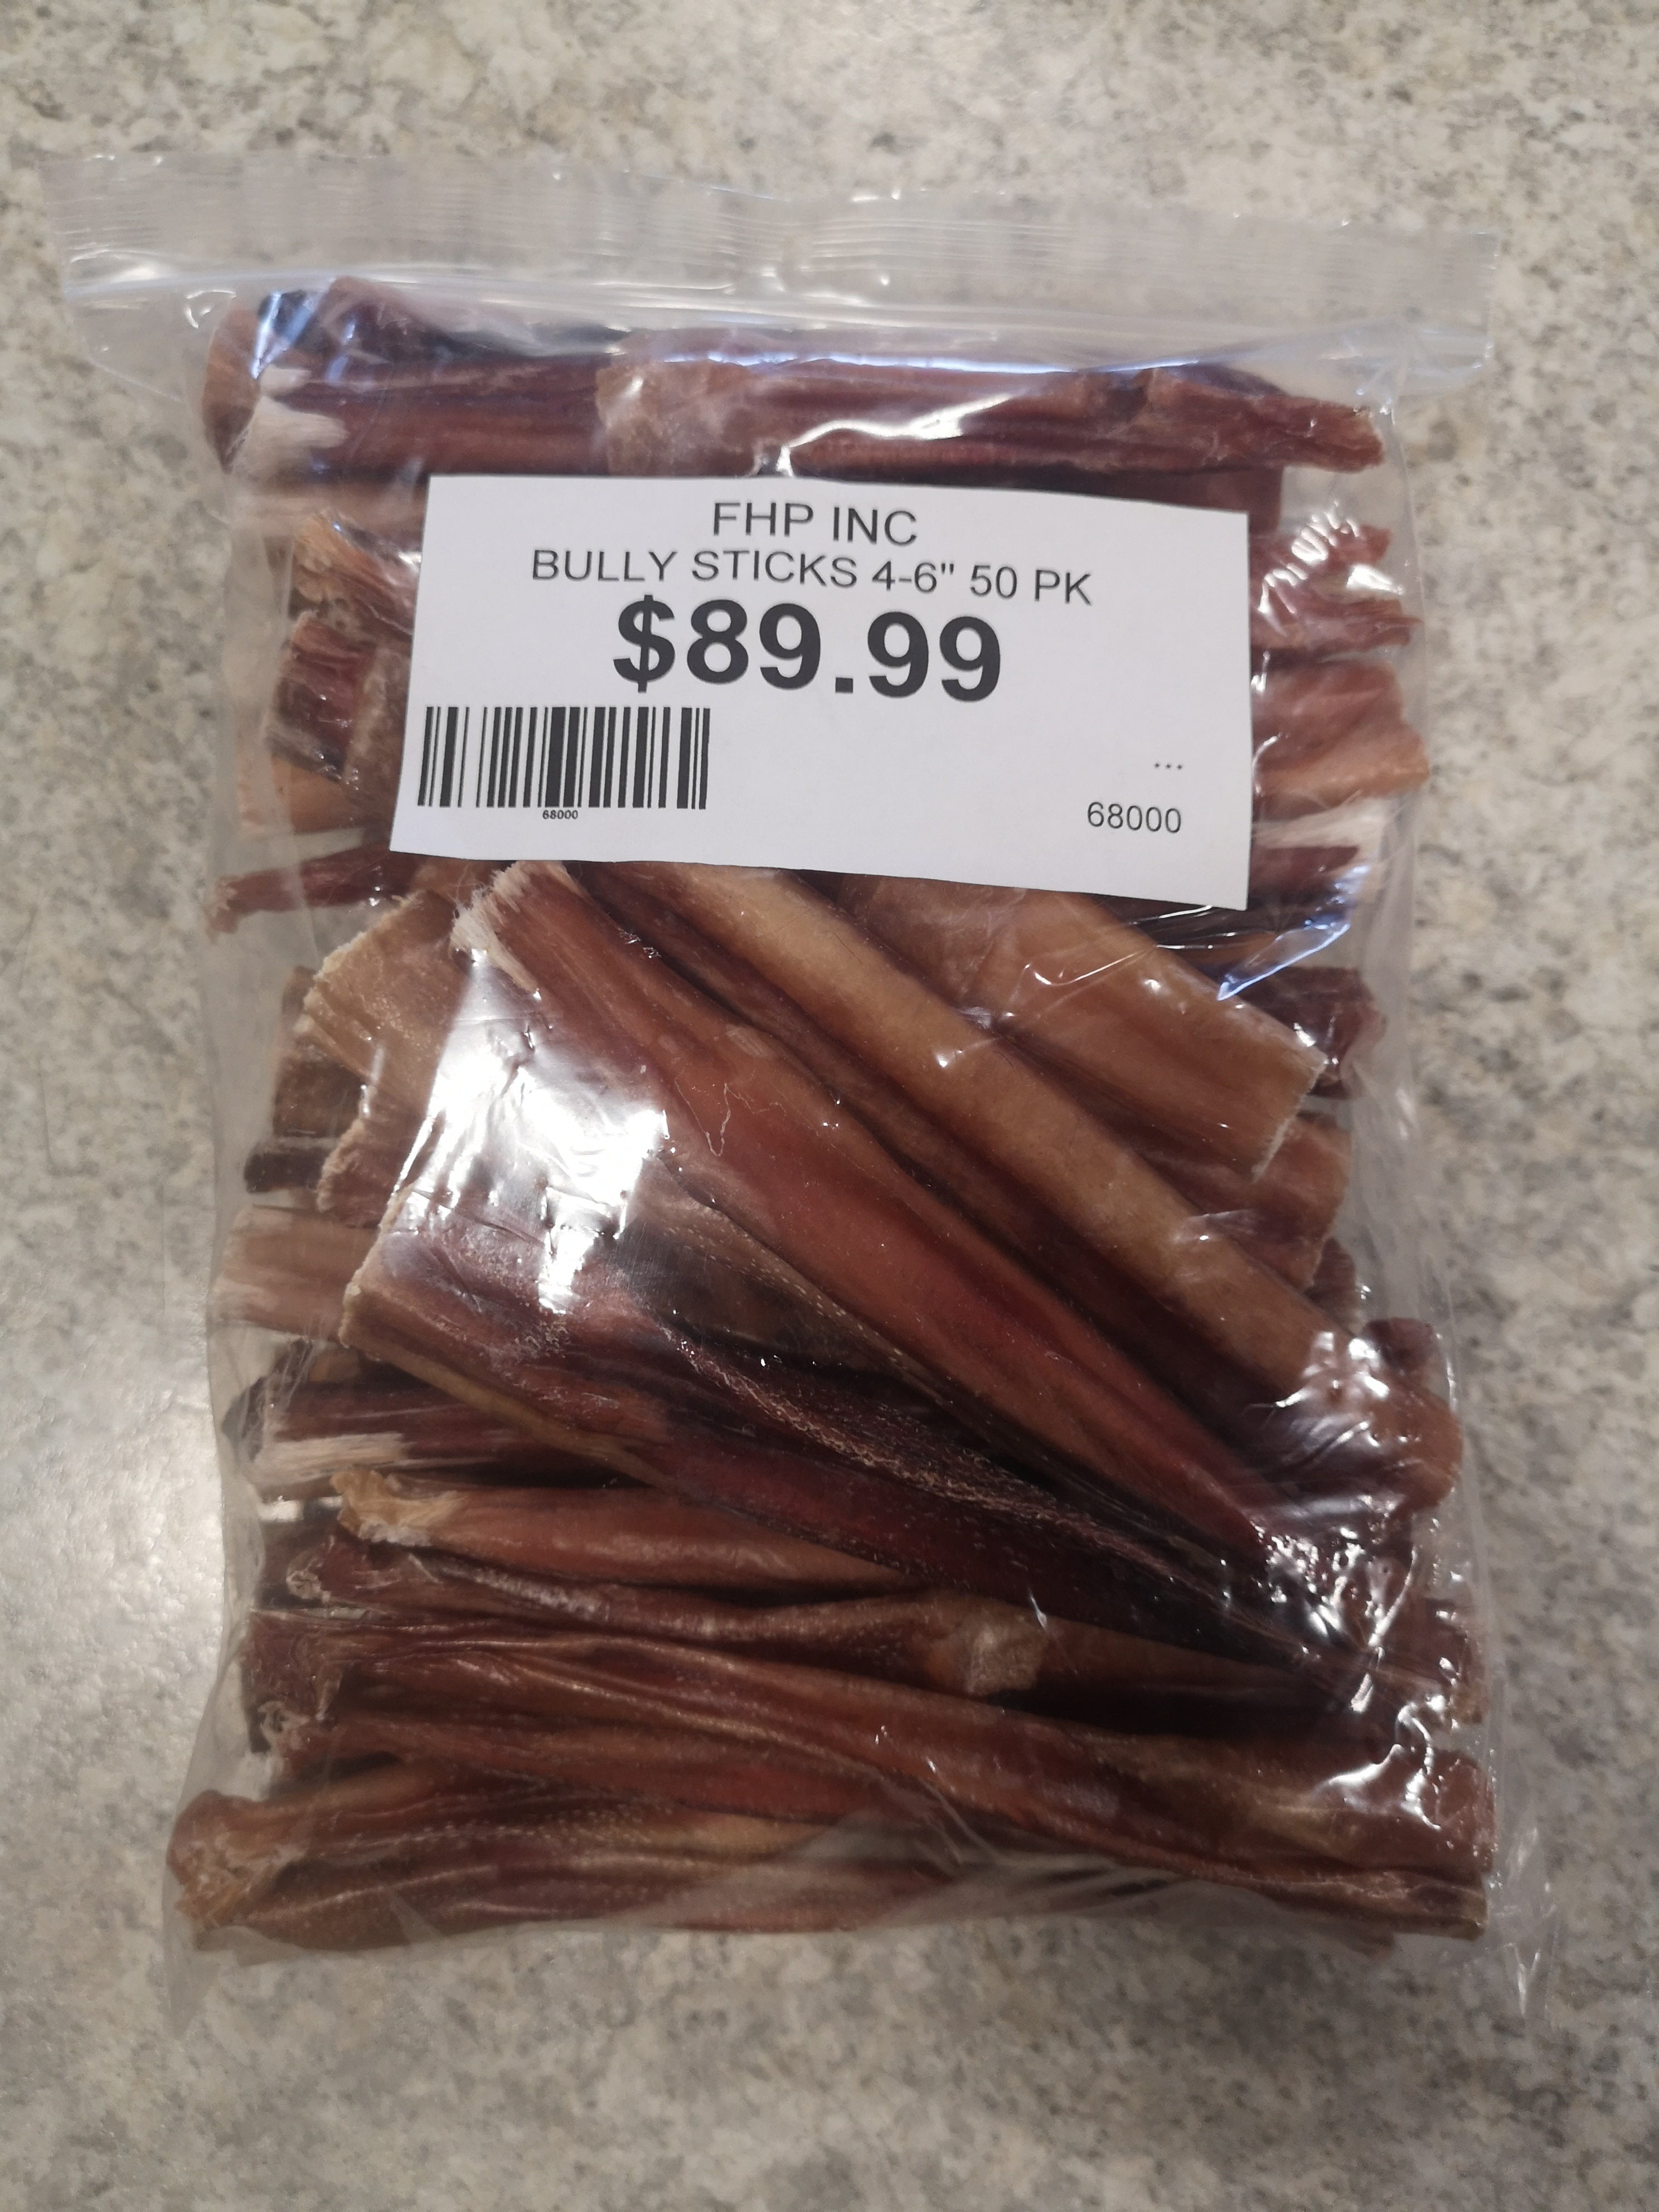 FHP INC
BULLY STICKS 4-6" 50 PK
$89.99
...
68000
68000